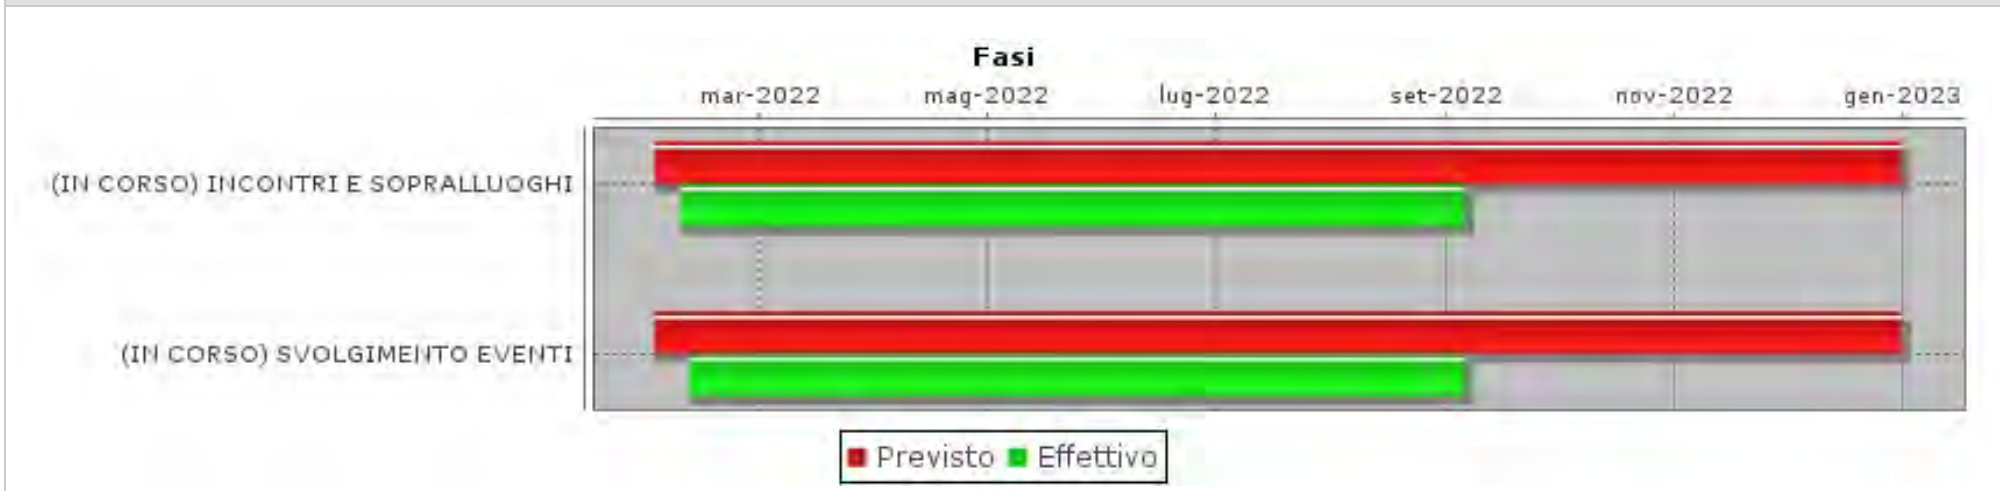 Fasi
mar-2022 mag-2022 lug-2022 set-2022 nov-2022 gen-2023
(IN CORSO) INCONTRI E SOPRALLUOGHI
(IN CORSO) SVOLGIMENTO EVENTI
Previsto Effettivo